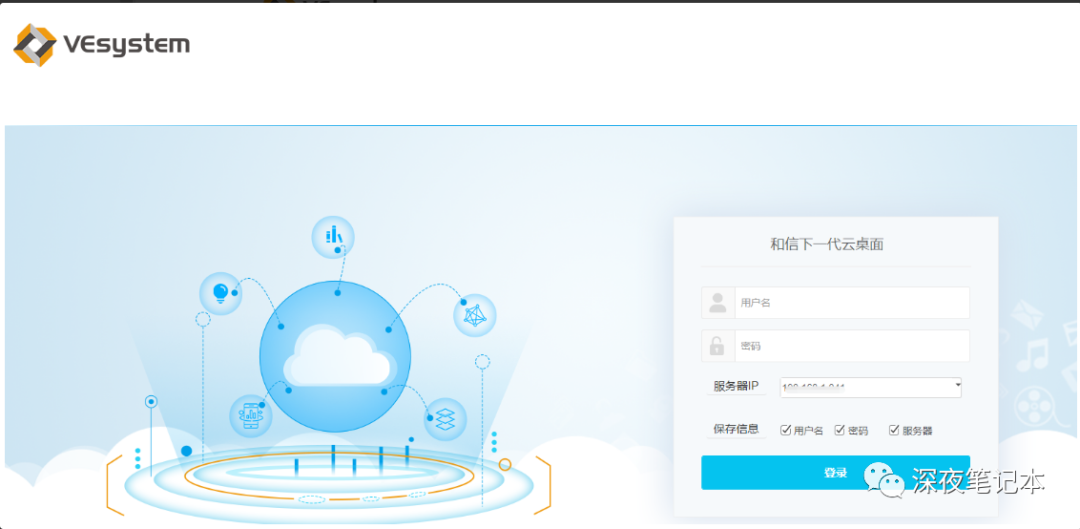 VEsystem
和信下一代云桌面
用户名
密码
服务器IP
保存信息 用户名 密码 服务器
登录
深夜笔记本